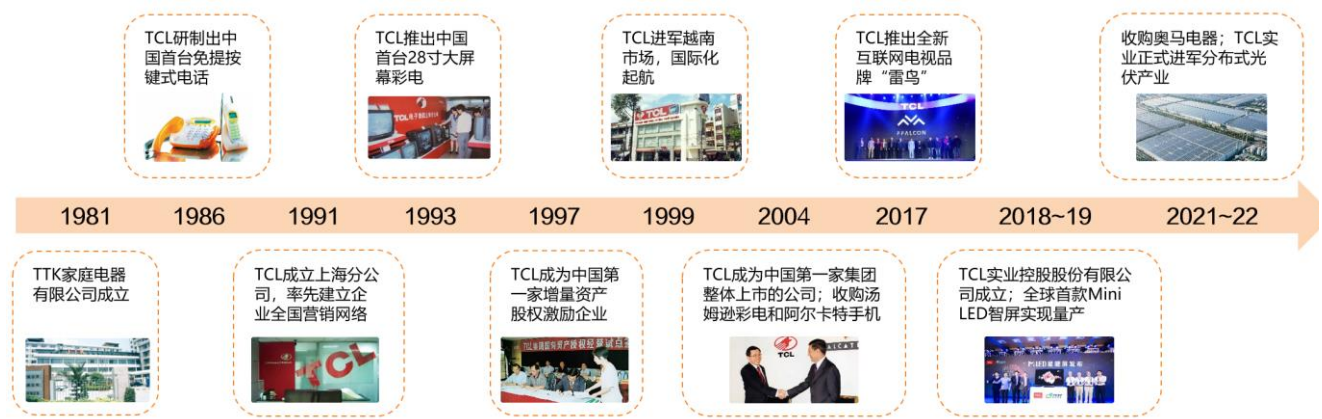 TCL研制出中
国首台免提按
键式电话
TCL推出中国
首台28寸大屏
幕彩电
TCL
TCL进军越南
市场，国际化
起航
TCL
TCL推出全新
互联网电视品
牌“雷鸟”
TCL
FFALCON
收购奥马电器；TCL实
业正式进军分布式光
伏产业
1981 1986 1991 1993 1997 1999 2004 2017 2018~19 2021~22
TTK家庭电器
有限公司成立
TCL成立上海分公
司，率先建立企
业全国营销网络
TCL
TCL成为中国第
一家增量资产
股权激励企业
TCL成为中国第一家集团
整体上市的公司；收购汤
姆逊彩电和阿尔卡特手机
TCL
TCL实业控股股份有限公
司成立；全球首款Mini
LED智屏实现量产